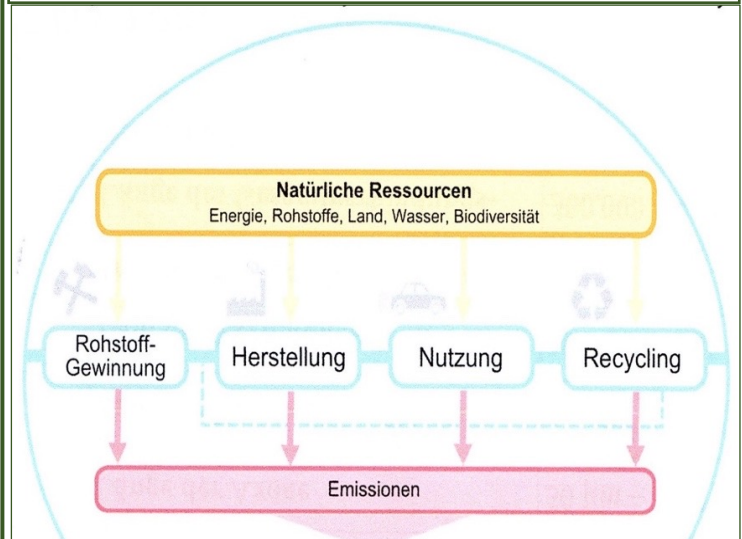 Natürliche Ressourcen
Energie, Rohstoffe, Land, Wasser, Biodiversität
Rohstoff-
Gewinnung
Herstellung
Nutzung
Recycling
Emissionen